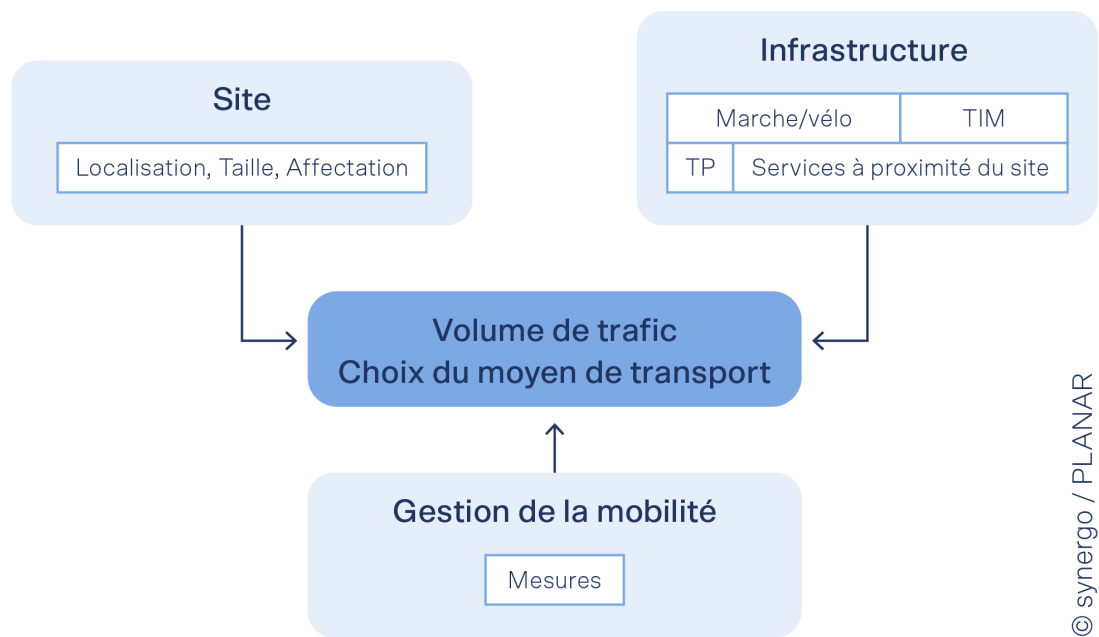 Site
Localisation, Taille, Affectation
Infrastructure
Marche/vélo
TIM
TP
Services à proximité du site
Volume de trafic
Choix du moyen de transport
Gestion de la mobilité
Mesures
© synergo / PLANAR